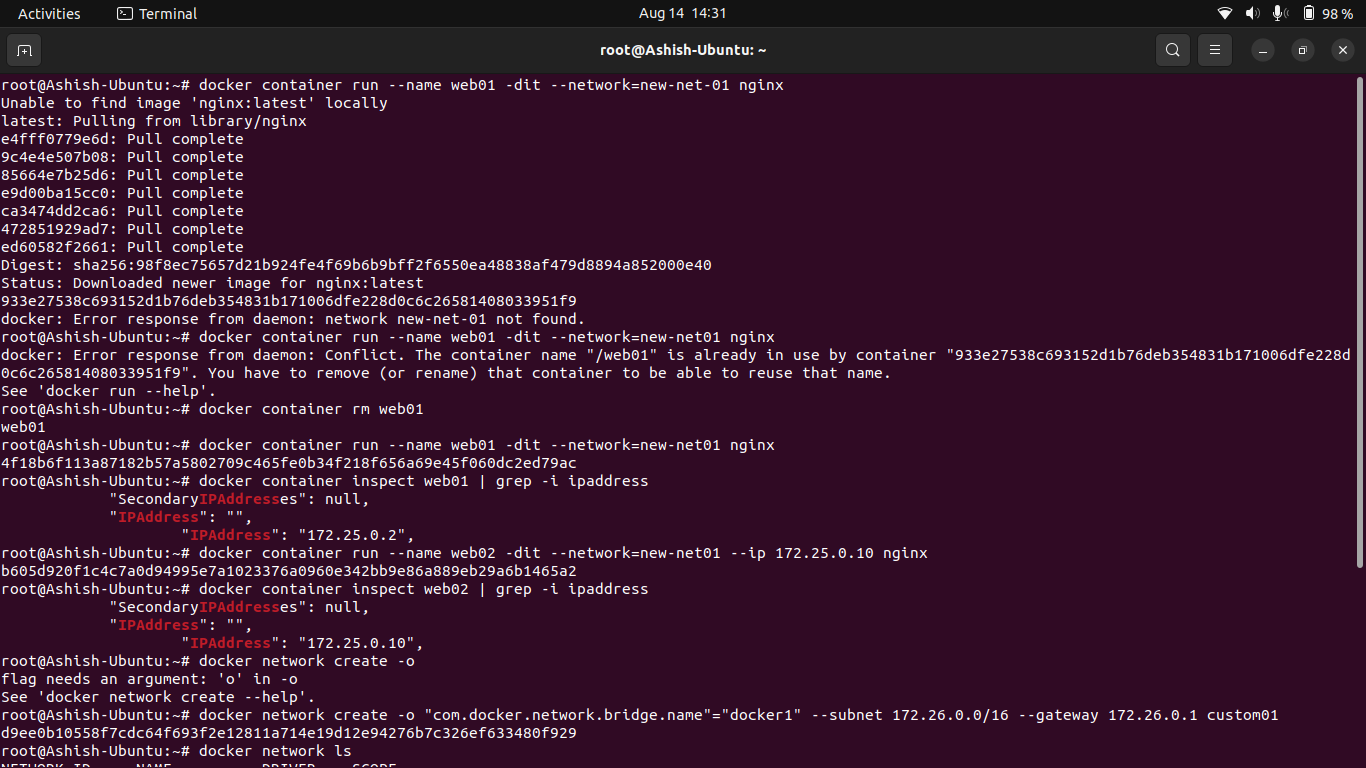 Activities
Terminal
Aug 14 14:31
98 %
root@Ashish-Ubuntu: ~
root@Ashish-Ubuntu:~# docker container run --name web01 -dit --network=new-net-01 nginx
Unable to find image 'nginx:latest' locally
latest: Pulling from library/nginx
e4fff0779e6d: Pull complete
9c4e4e507b08: Pull complete
85664e7b25d6: Pull complete
e9d00ba15cc0: Pull complete
ca3474dd2ca6: Pull complete
472851929ad7: Pull complete
ed60582f2661: Pull complete
Digest: sha256:98f8ec75657d21b924fe4f69b6b9bff2f6550ea48838af479d8894a852000e40
Status: Downloaded newer image for nginx:latest
933e27538c693152d1b76deb354831b171006dfe228d0c6c26581408033951f9
docker: Error response from daemon: network new-net-01 not found.
root@Ashish-Ubuntu:~# docker container run --name web01 -dit --network=new-net01 nginx
docker: Error response from daemon: Conflict. The container name "/web01" is already in use by container "933e27538c693152d1b76deb354831b171006dfe228d
0c6c26581408033951f9". You have to remove (or rename) that container to be able to reuse that name.
See 'docker run --help'.
root@Ashish-Ubuntu:~# docker container rm web01
web01
root@Ashish-Ubuntu:~# docker container run --name web01 -dit --network=new-net01 nginx
4f18b6f113a87182b57a5802709c465fe0b34f218f656a69e45f060dc2ed79ac
root@Ashish-Ubuntu:~# docker container inspect web01 | grep -i ipaddress
"SecondaryIPAddresses": null,
"IPAddress": "",
"IPAddress": "172.25.0.2",
root@Ashish-Ubuntu:~# docker container run --name web02 -dit --network=new-net01 --ip 172.25.0.10 nginx
b605d920f1c4c7a0d94995e7a1023376a0960e342bb9e86a889eb29a6b1465a2
root@Ashish-Ubuntu:~# docker container inspect web02 | grep -i ipaddress
"SecondaryIPAddresses": null,
"IPAddress": "",
"IPAddress": "172.25.0.10",
root@Ashish-Ubuntu:~# docker network create -o
flag needs an argument: 'o' in -o
See 'docker network create --help'.
root@Ashish-Ubuntu:~# docker network create -o "com.docker.network.bridge.name"="docker1" --subnet 172.26.0.0/16 --gateway 172.26.0.1 custom01
d9ee0b10558f7cdc64f693f2e12811a714e19d12e94276b7c326ef633480f929
root@Ashish-Ubuntu:~# docker network ls
NETWORK ID NAME DRIVER SCOPE